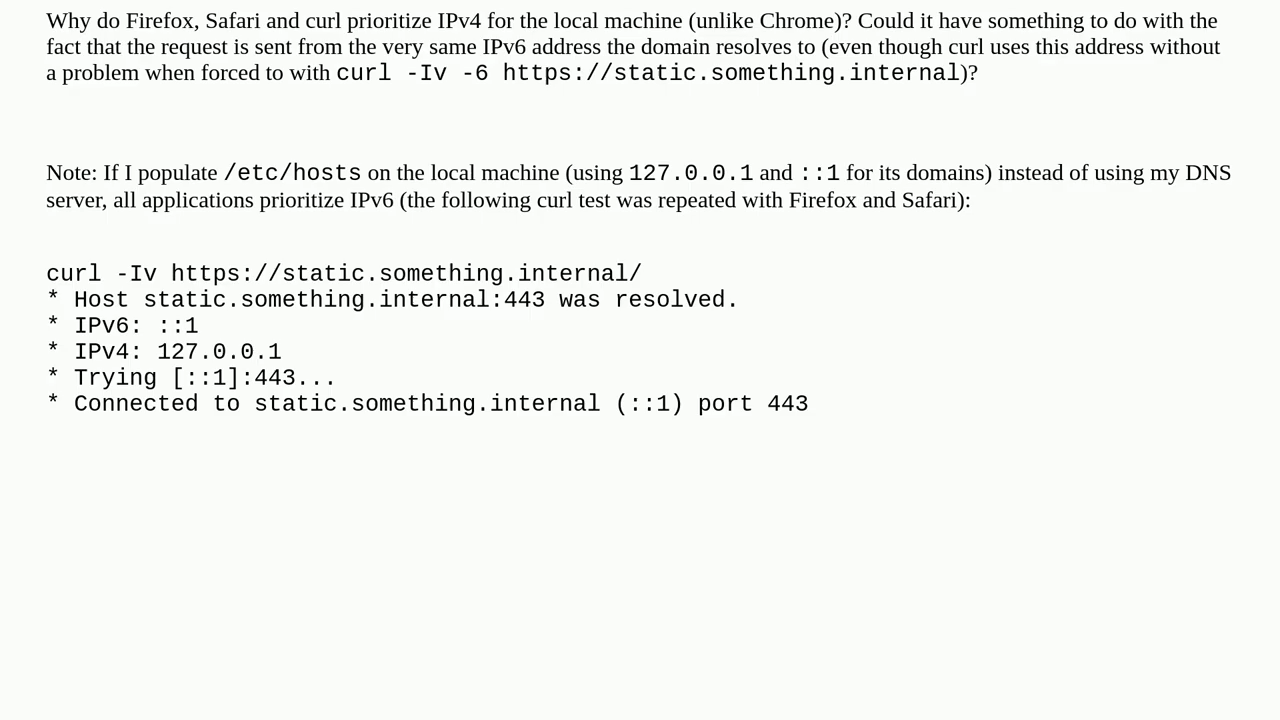 Why do Firefox, Safari and curl prioritize IPv4 for the local machine (unlike Chrome)? Could it have something to do with the
fact that the request is sent from the very same IPv6 address the domain resolves to (even though curl uses this address without
a problem when forced to with curl -Iv -6 https://static.something.internal)?
Note: If I populate /etc/hosts on the local machine (using 127.0.0.1 and ::1 for its domains) instead of using my DNS
server, all applications prioritize IPv6 (the following curl test was repeated with Firefox and Safari):
curl -Iv https://static.something.internal/
* Host static.something.internal:443 was resolved.
* IPv6: ::1
* IPv4: 127.0.0.1
* Trying [::1]:443...
* Connected to static.something.internal (::1) port 443